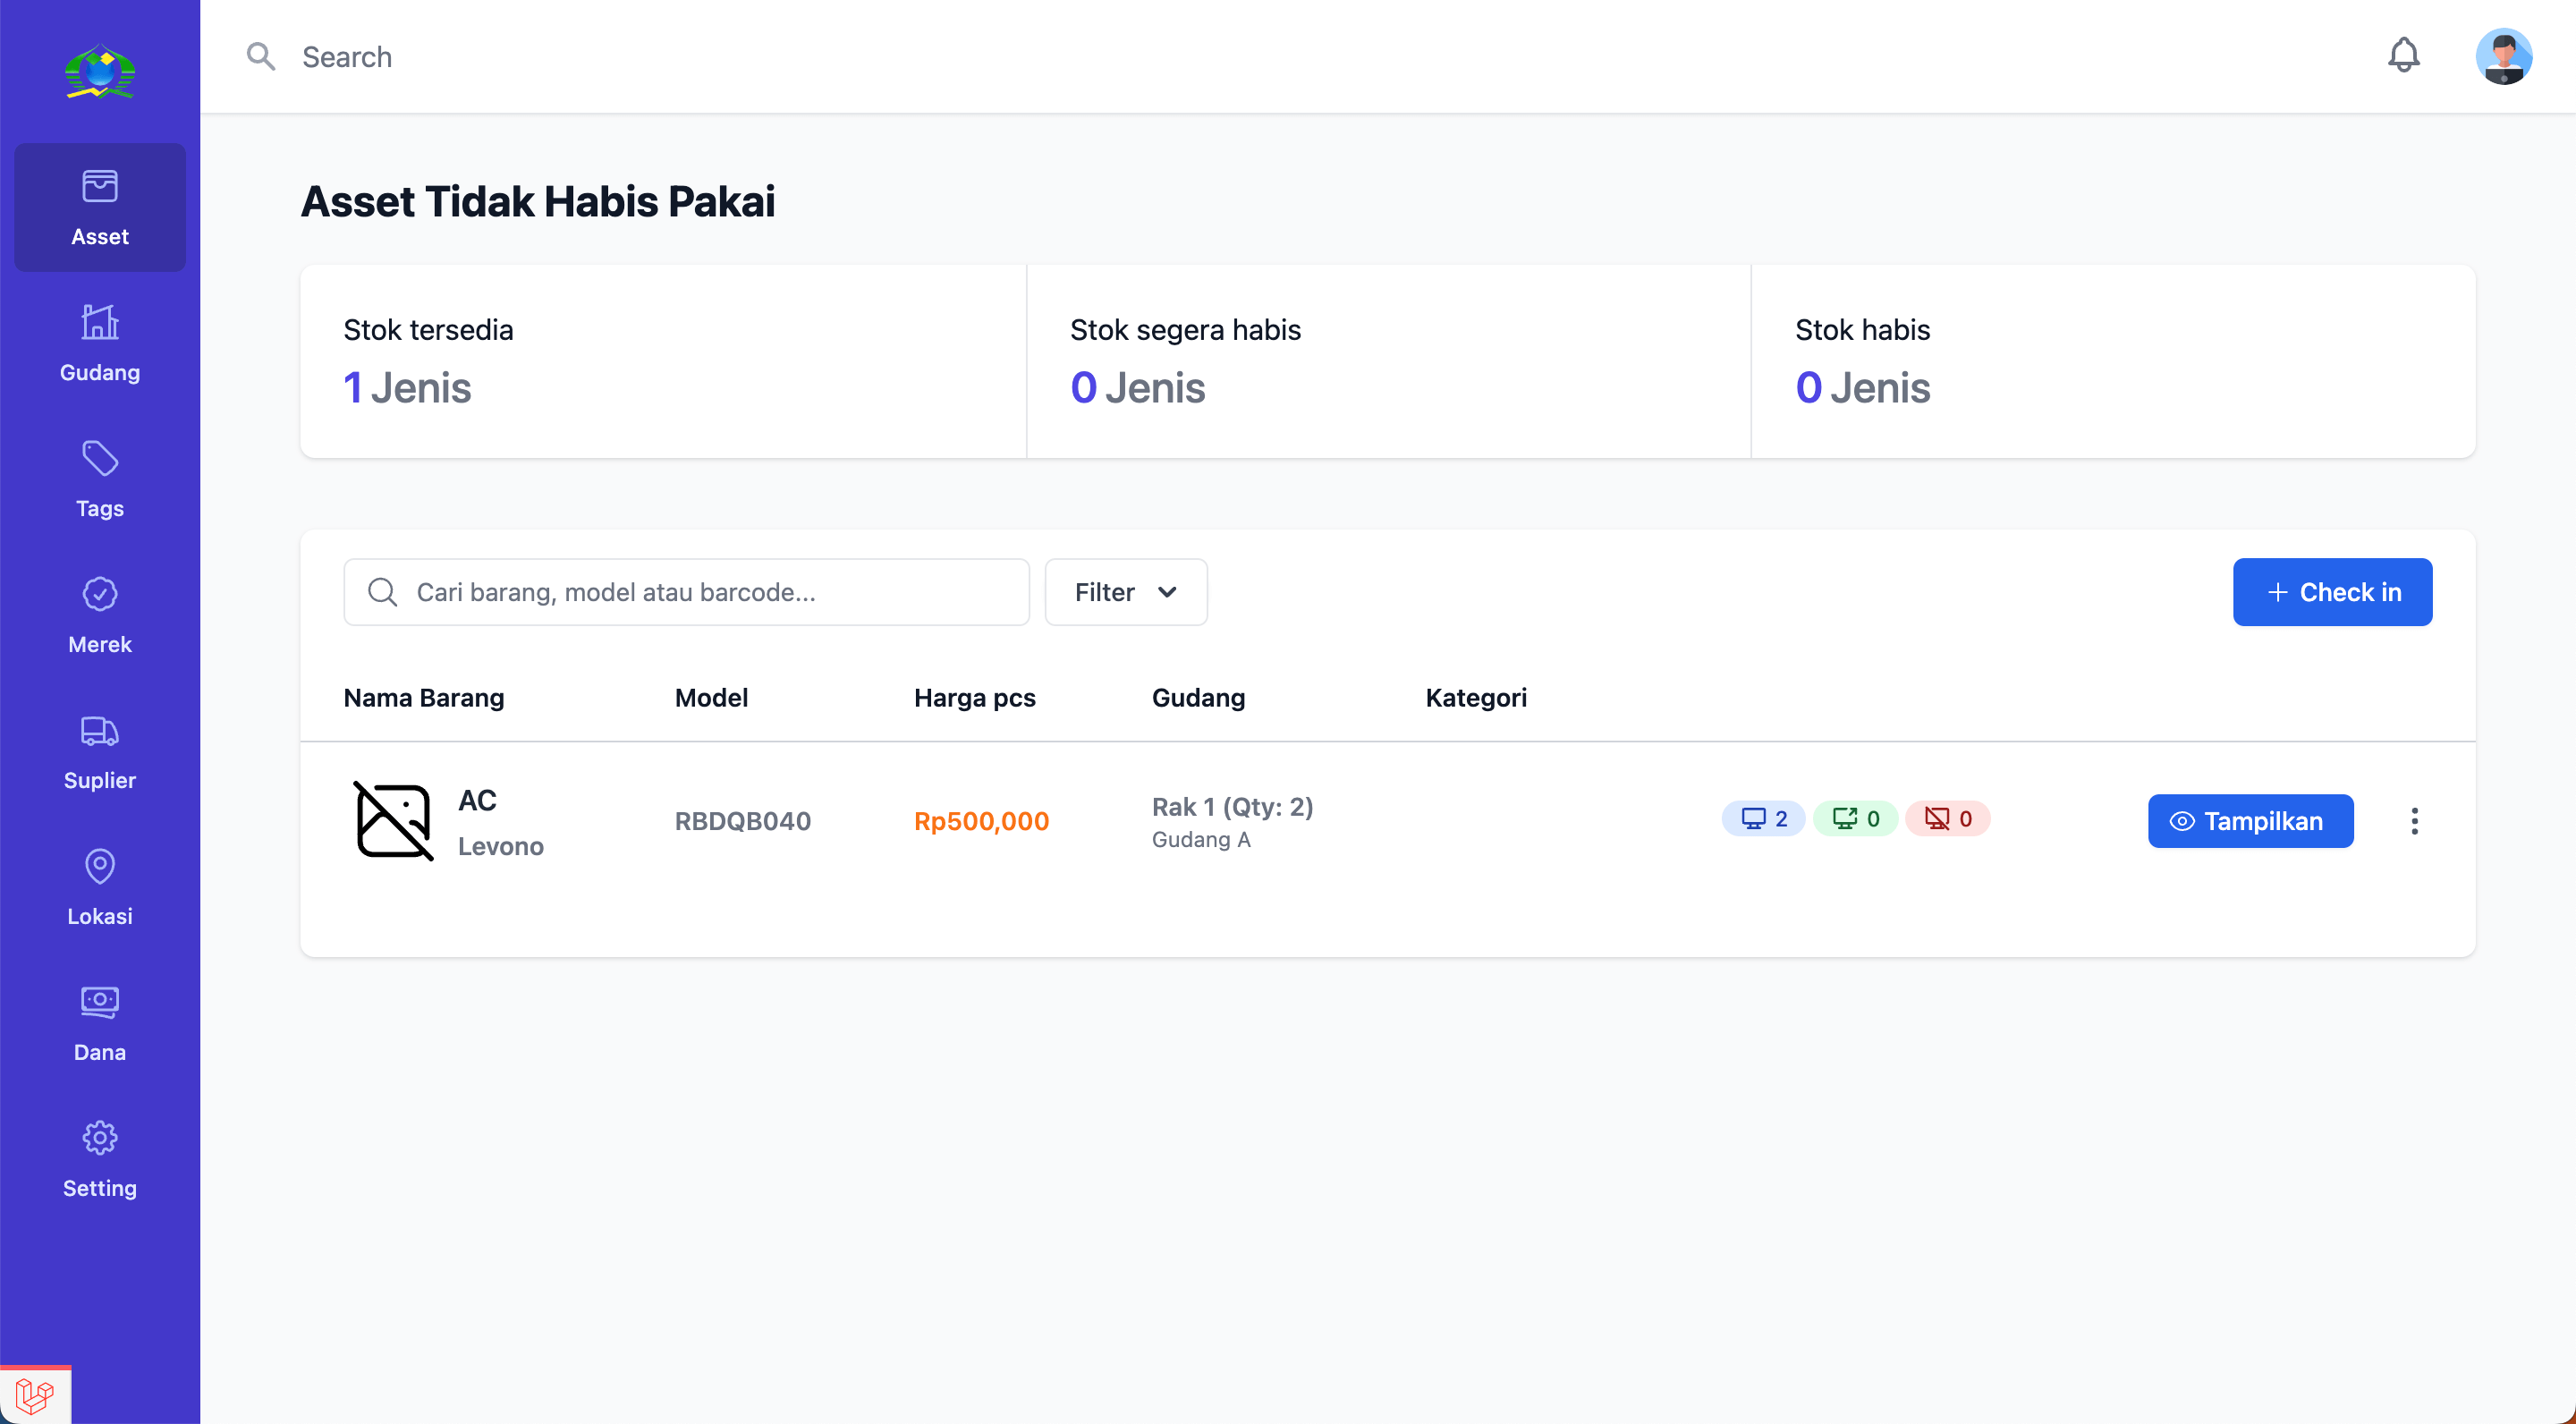 Search
Asset
Gudang
Tags
Merek
Suplier
Lokasi
Dana
Setting
Asset Tidak Habis Pakai
Stok tersedia
1 Jenis
Stok segera habis
0 Jenis
Stok habis
0 Jenis
Cari barang, model atau barcode...
Filter
Check in
Nama Barang Model Harga pcs Gudang Kategori
AC
Levono
RBDQB040
Rp500,000
Rak 1 (Qty: 2)
Gudang A
2 0 0
Tampilkan